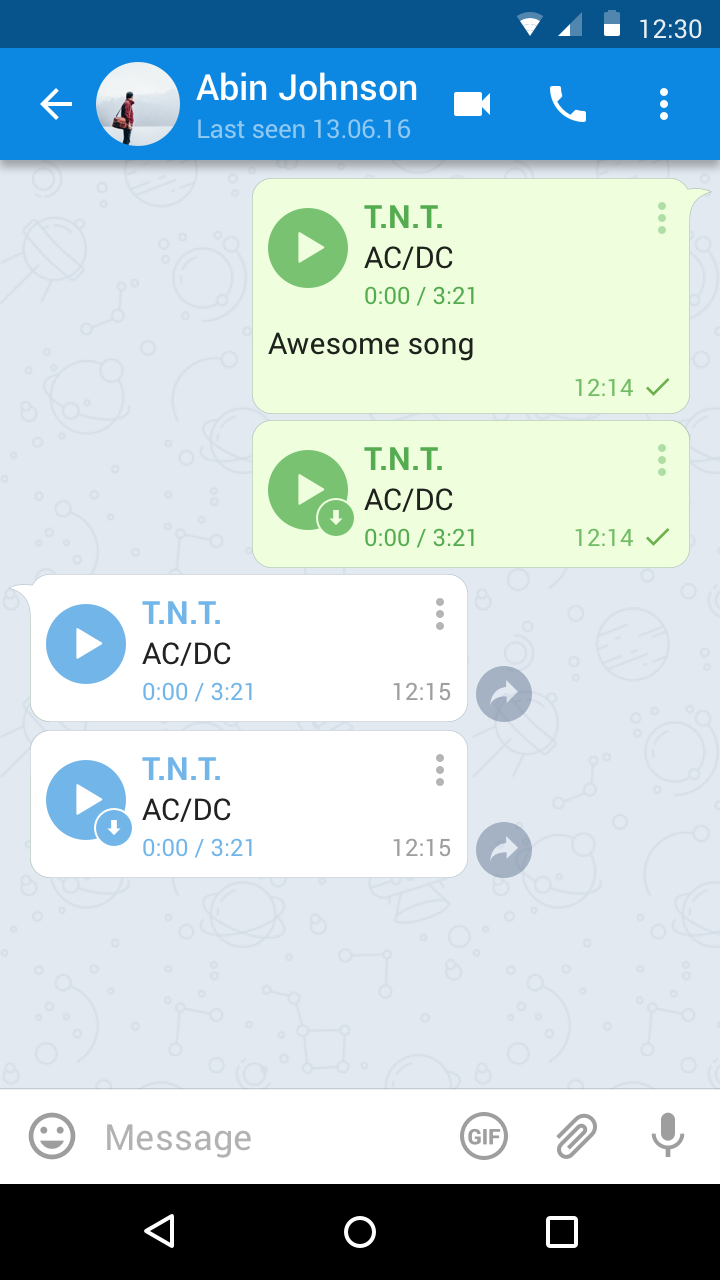 12:30
Abin Johnson
Last seen 13.06.16
T.N.T.
AC/DC
0:00 / 3:21
Awesome song
12:14
T.N.T.
AC/DC
0:00 / 3:21 12:14
T.N.T.
AC/DC
0:00 / 3:21 12:15
T.N.T.
AC/DC
0:00 / 3:21 12:15
Message GIF